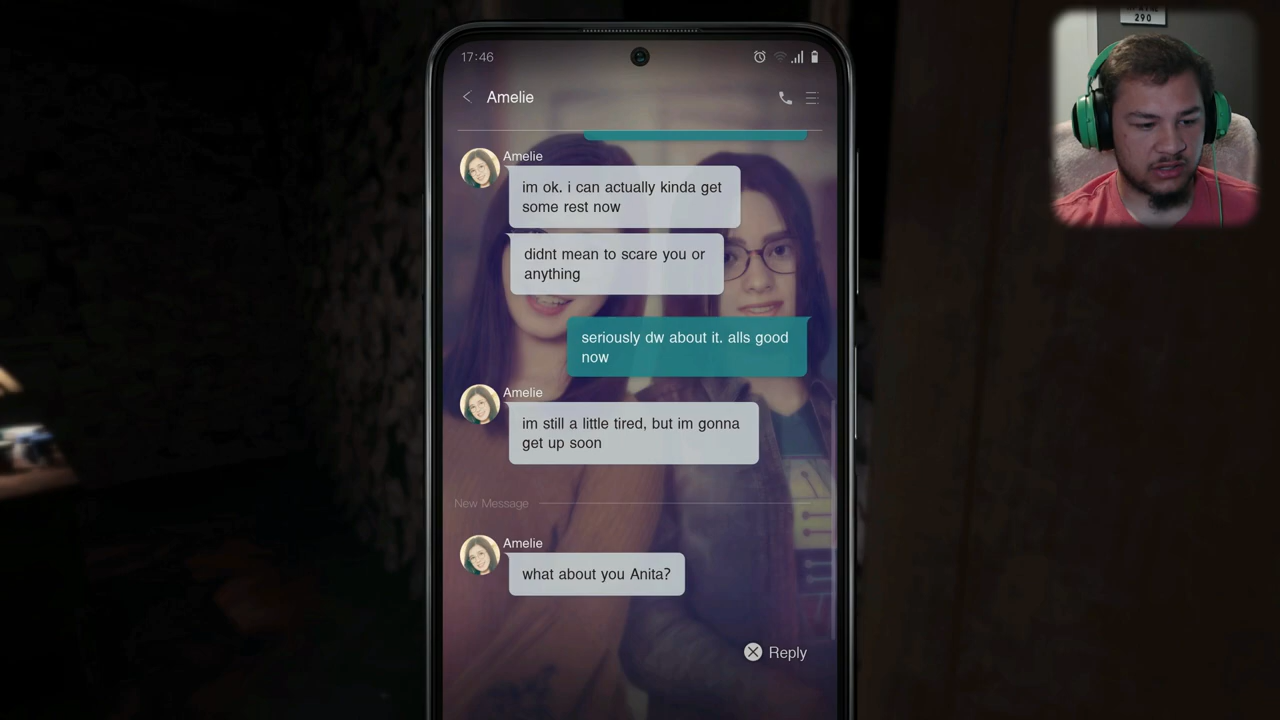 290
17:46
Amelie
Amelie
im ok. i can actually kinda get
some rest now
didnt mean to scare you or
anything
seriously dw about it. alls good
now
Amelie
im still a little tired, but im gonna
get up soon
New Message
Amelie
what about you Anita?
Reply